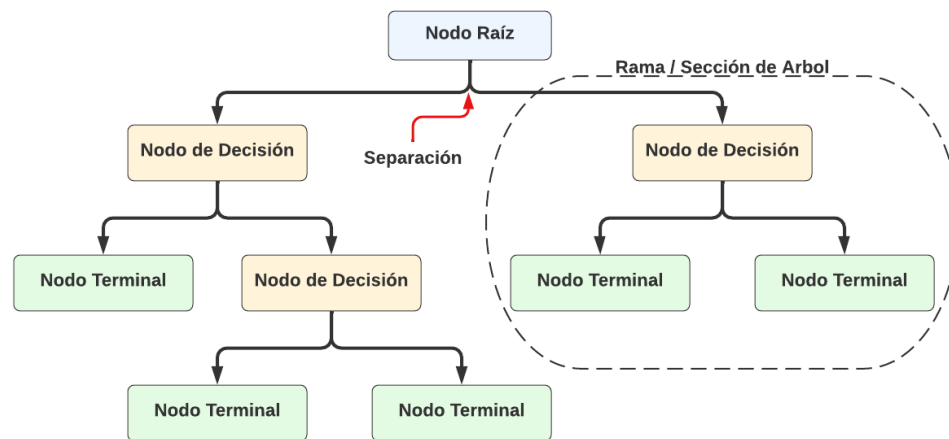 Nodo Raíz
Rama / Sección de Arbol
Nodo de Decisión
Separación
Nodo de Decisión
Nodo Terminal
Nodo de Decisión
Nodo Terminal
Nodo Terminal
Nodo Terminal
Nodo Terminal